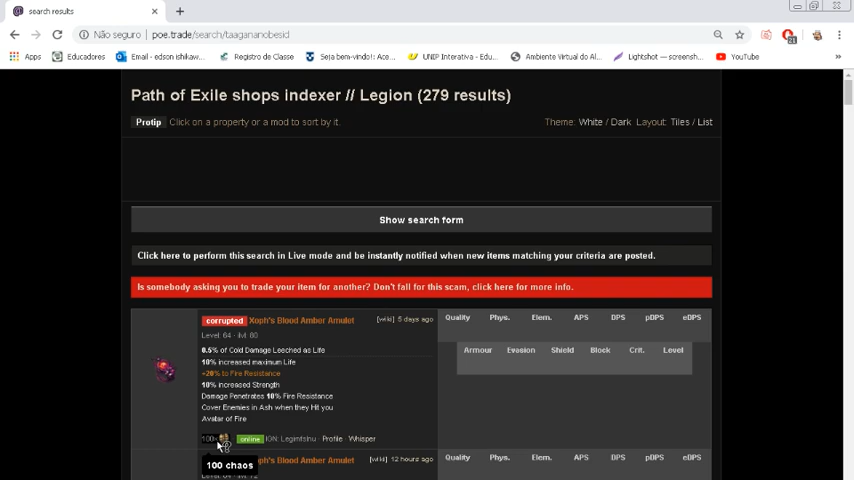 search results
Não seguro | poe.trade/search/taagananobesid
21
Apps Educadores Email - edson ishikaw... Registro de Classe Seja bem-vindo!: Ace... UNIP Interativa - Edu... Ambiente Virtual do Al... Lightshot — screensh... YouTube »
Path of Exile shops indexer // Legion (279 results)
Protip Click on a property or a mod to sort by it. Theme: White / Dark Layout: Tiles / List
Show search form
Click here to perform this search in Live mode and be instantly notified when new items matching your criteria are posted.
Is somebody asking you to trade your item for another? Don't fall for this scam, click here for more info.
corrupted Xoph's Blood Amber Amulet [wiki] 5 days ago Quality Phys. Elem. APS DPS pDPS eDPS
Level: 64 · ilvl: 80
0.5% of Cold Damage Leeched as Life Armour Evasion Shield Block Crit. Level
10% increased maximum Life
+20% to Fire Resistance
10% increased Strength
Damage Penetrates 10% Fire Resistance
Cover Enemies in Ash when they Hit you
Avatar of Fire
100× online IGN: Profile · Whisper
Xoph's Blood Amber Amulet [wiki] 12 hours ago Quality Phys. Elem. APS DPS pDPS eDPS
100 chaos